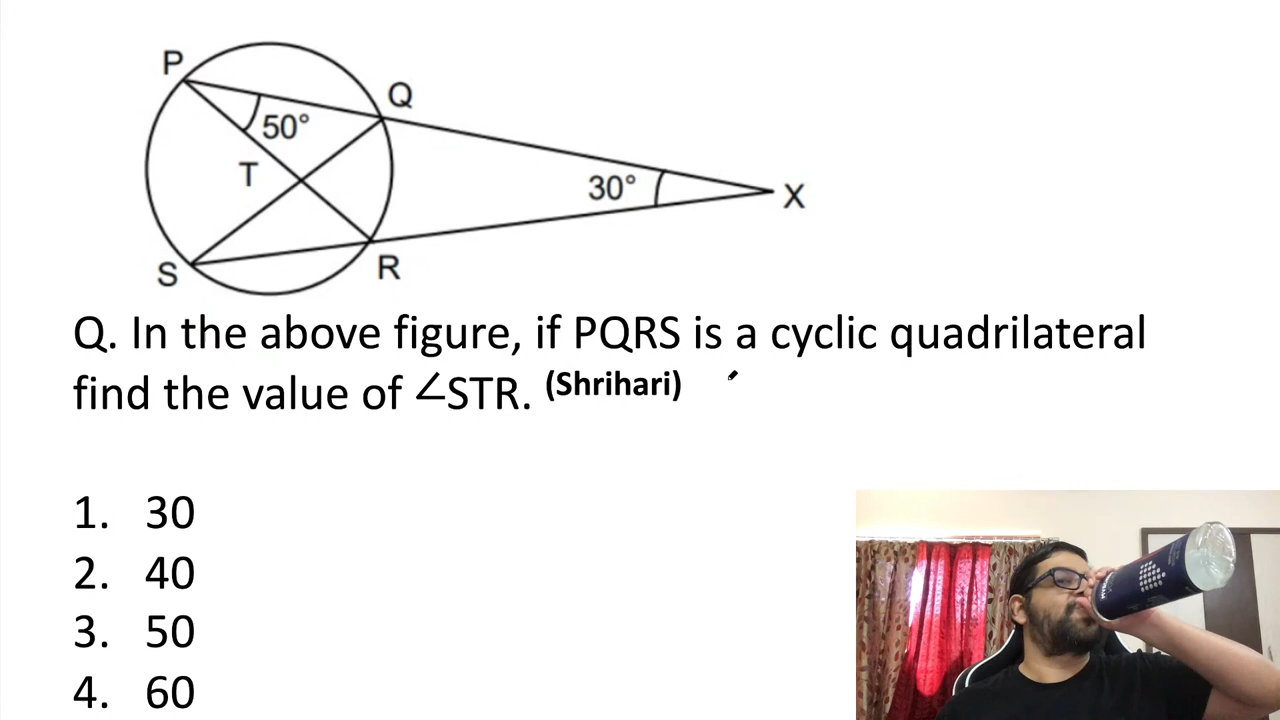 P
Q
50°
T
30°
X
S
R
Q. In the above figure, if PQRS is a cyclic quadrilateral
find the value of ∠STR. (Shrihari)
1. 30
2. 40
3. 50
4. 60